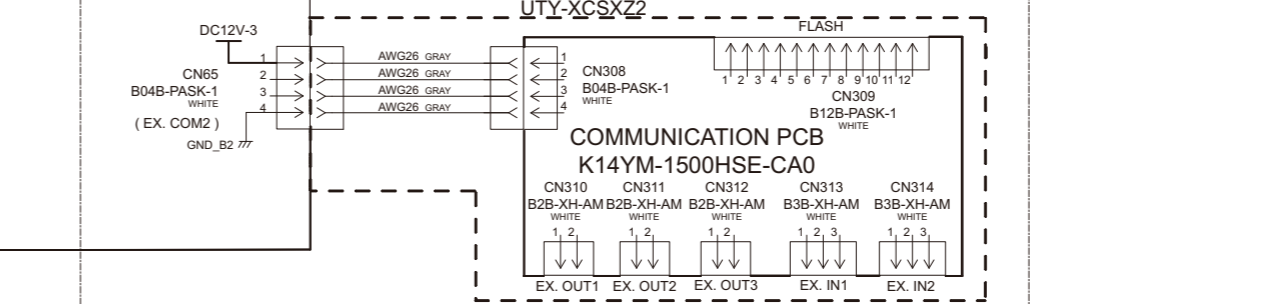 UTY-XCSXZ2
DC12V-3
FLASH
1
2
3
4
CN65
B04B-PASK-1
WHITE
( EX. COM2 )
GND_B2
AWG26 GRAY
AWG26 GRAY
AWG26 GRAY
AWG26 GRAY
1
2
3
4
CN308
B04B-PASK-1
WHITE
1 2 3 4 5 6 7 8 9 10 11 12
CN309
B12B-PASK-1
WHITE
COMMUNICATION PCB
K14YM-1500HSE-CA0
CN310 CN311 CN312 CN313 CN314
B2B-XH-AM B2B-XH-AM B2B-XH-AM B3B-XH-AM B3B-XH-AM
WHITE WHITE WHITE WHITE WHITE
1 2 1 2 1 2 1 2 3 1 2 3
EX. OUT1 EX. OUT2 EX. OUT3 EX. IN1 EX. IN2